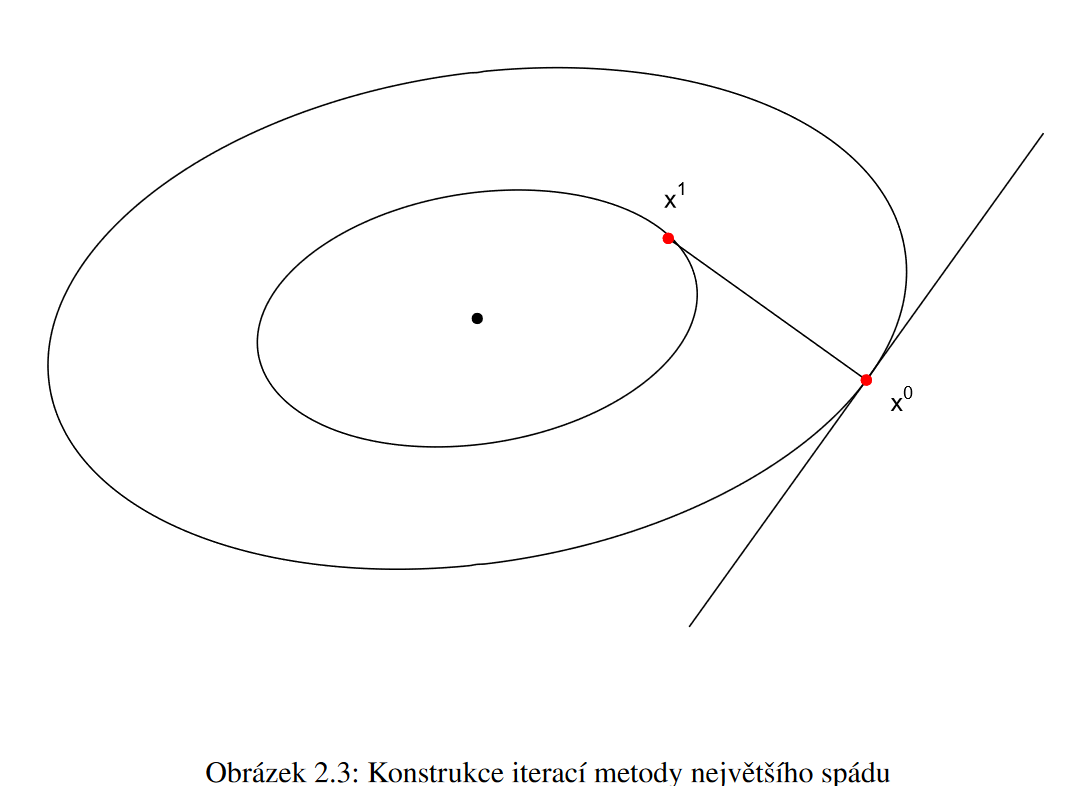 x¹
x⁰
Obrázek 2.3: Konstrukce iterací metody největšího spádu